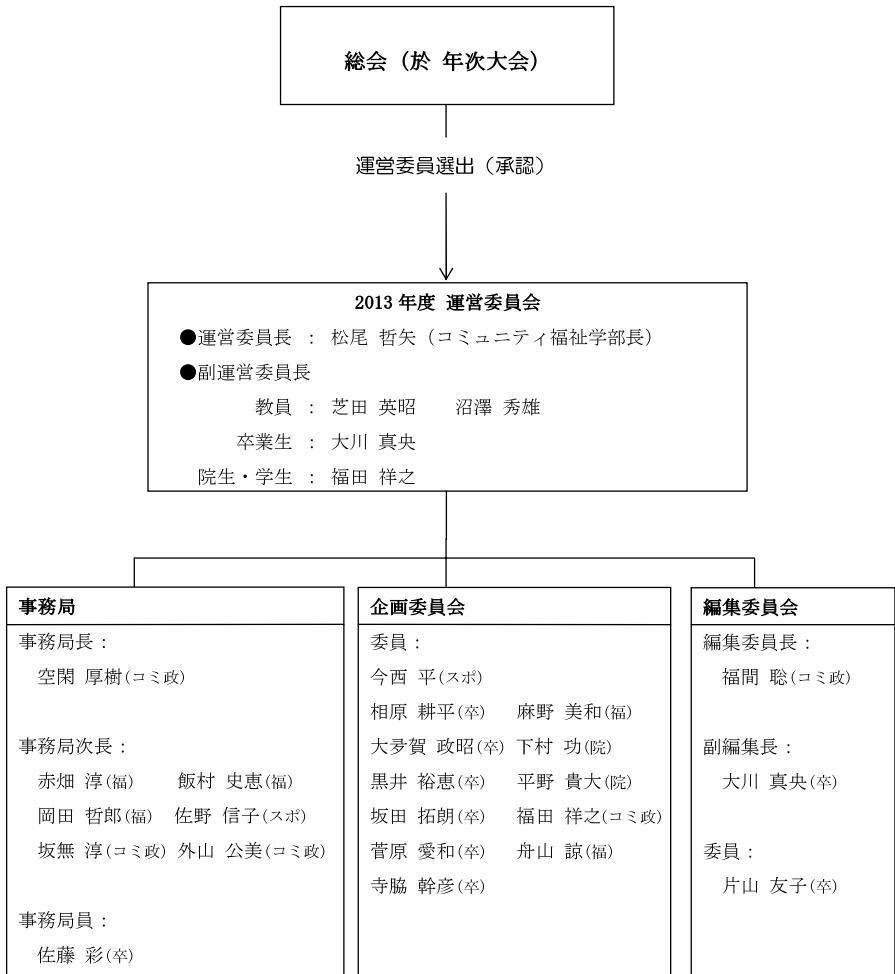 総会（於 年次大会）
運営委員選出（承認）
2013 年度 運営委員会
●運営委員長 ： 松尾 哲矢（コミュニティ福祉学部長）
●副運営委員長
教員 ： 芝田 英昭 沼澤 秀雄
卒業生 ： 大川 真央
院生・学生 ： 福田 祥之
事務局
事務局長：
空閑 厚樹(コミ政)
事務局次長：
赤畑 淳(福) 飯村 史恵(福)
岡田 哲郎(福) 佐野 信子(スポ)
坂無 淳(コミ政) 外山 公美(コミ政)
事務局員：
佐藤 彩(卒)
企画委員会
委員：
今西 平(スポ)
相原 耕平(卒) 麻野 美和(福)
大夛賀 政昭(卒) 下村 功(院)
黒井 裕恵(卒) 平野 貴大(院)
坂田 拓朗(卒) 福田 祥之(コミ政)
菅原 愛和(卒) 舟山 諒(福)
寺脇 幹彦(卒)
編集委員会
編集委員長：
福間 聡(コミ政)
副編集長：
大川 真央(卒)
委員：
片山 友子(卒)